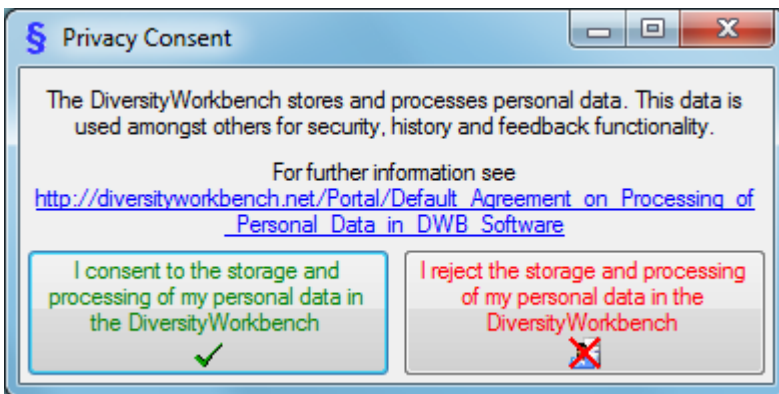 § Privacy Consent
The DiversityWorkbench stores and processes personal data. This data is
used amongst others for security, history and feedback functionality.
For further information see
http://diversityworkbench.net/Portal/Default_Agreement_on_Processing_of
_Personal_Data_in_DWB_Software
I consent to the storage and
processing of my personal data in
the DiversityWorkbench
I reject the storage and processing
of my personal data in the
DiversityWorkbench